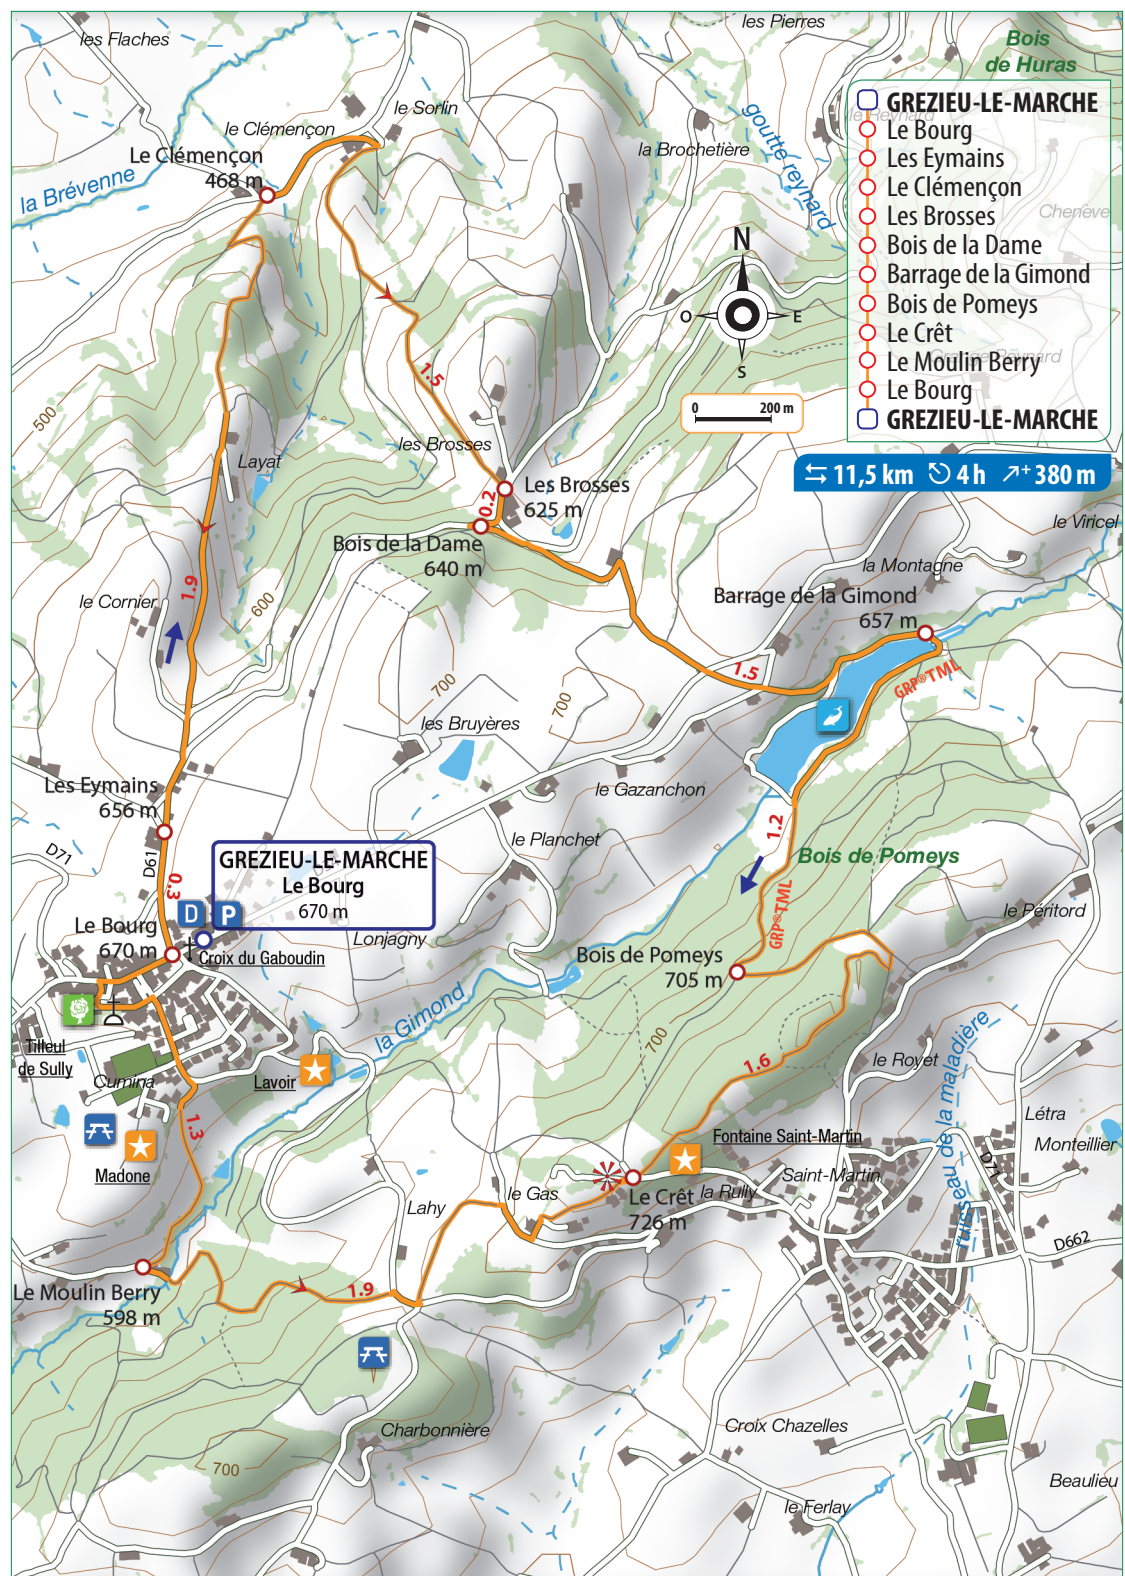 les Flaches
les Pierres
Bois
de Huras
le Sorlin
le Clémençon
Le Clémençon
468 m
la Brévenne
la Brochetière
goutte reynard
le Reynard
Chenêve
Grange Reynard
GREZIEU-LE-MARCHE
Le Bourg
Les Eymains
Le Clémençon
Les Brosses
Bois de la Dame
Barrage de la Gimond
Bois de Pomeys
Le Crêt
Le Moulin Berry
Le Bourg
GREZIEU-LE-MARCHE
11,5 km 4 h + 380 m
N
O E
S
0 200 m
1.5
500
les Brosses
Layat
Les Brosses
625 m
0.2
Bois de la Dame
640 m
le Viricel
la Montagne
Barrage de la Gimond
657 m
1.9
le Cornier
600
1.5
GRP®TML
700
700
les Bruyères
le Gazanchon
Les Eymains
656 m
D61
D71
le Planchet
1.2
Bois de Pomeys
GREZIEU-LE-MARCHE
Le Bourg
670 m
0.3
D P
Le Bourg
670 m
Croix du Gaboudin
Lonjagny
GRP®TML
le Péritord
Bois de Pomeys
705 m
la Gimond
Tilleul
de Sully
Cumina
Lavoir
700
1.6
le Royet
ruisseau de la maladière
1.3
Madone
Fontaine Saint-Martin
Létra
Monteillier
D71
Saint-Martin
le Gas
Lahy
la Rully
Le Crêt
726 m
D662
Le Moulin Berry
598 m
1.9
Charbonnière
700
Croix Chazelles
Beaulieu
le Ferlay